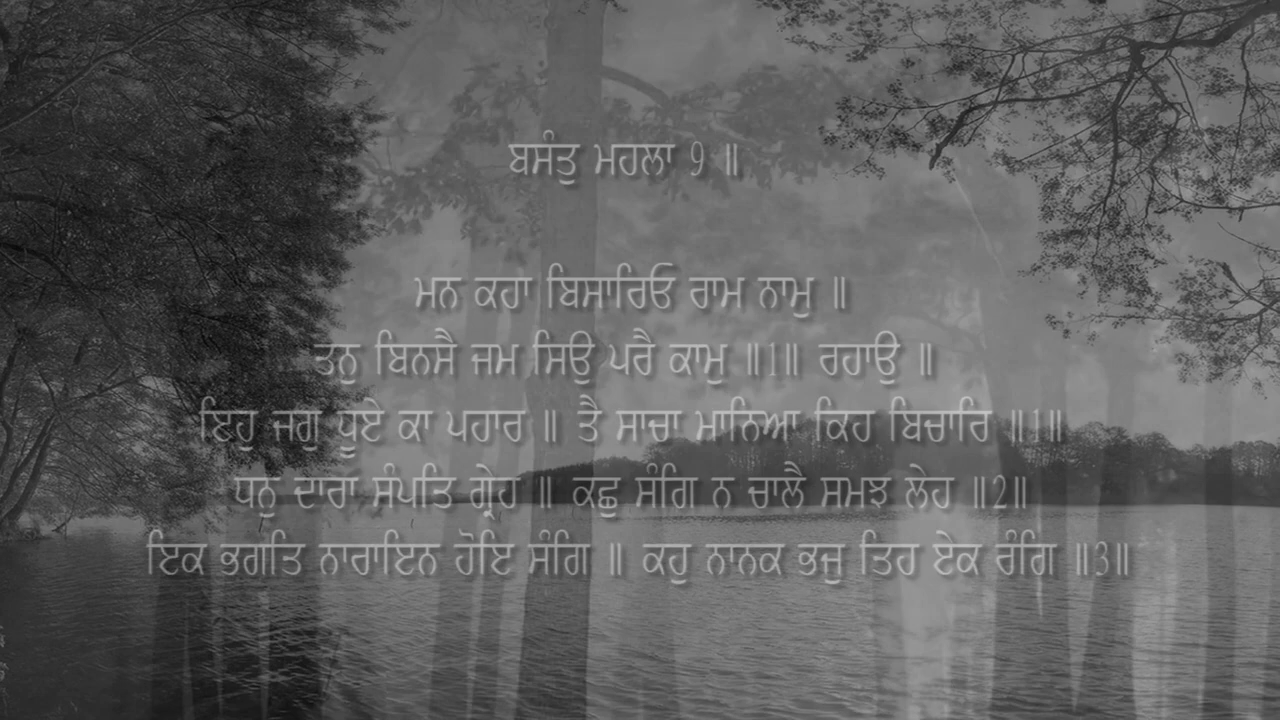 ਬਸੰਤੁ ਮਹਲਾ 9 ॥
ਮਨ ਕਹਾ ਬਿਸਾਰਿਓ ਰਾਮ ਨਾਮੁ ॥
ਤਨੁ ਬਿਨਸੈ ਜਮ ਸਿਉ ਪਰੈ ਕਾਮੁ ॥1॥ ਰਹਾਉ ॥
ਇਹੁ ਜਗੁ ਧੂਏ ਕਾ ਪਹਾਰ ॥ ਤੈ ਸਾਚਾ ਮਾਨਿਆ ਕਿਹ ਬਿਚਾਰਿ ॥1॥
ਧਨੁ ਦਾਰਾ ਸੰਪਤਿ ਗ੍ਰੇਹ ॥ ਕਛੁ ਸੰਗਿ ਨ ਚਾਲੈ ਸਮਝ ਲੇਹ ॥2॥
ਇਕ ਭਗਤਿ ਨਾਰਾਇਨ ਹੋਇ ਸੰਗਿ ॥ ਕਹੁ ਨਾਨਕ ਭਜੁ ਤਿਹ ਏਕ ਰੰਗਿ ॥3॥